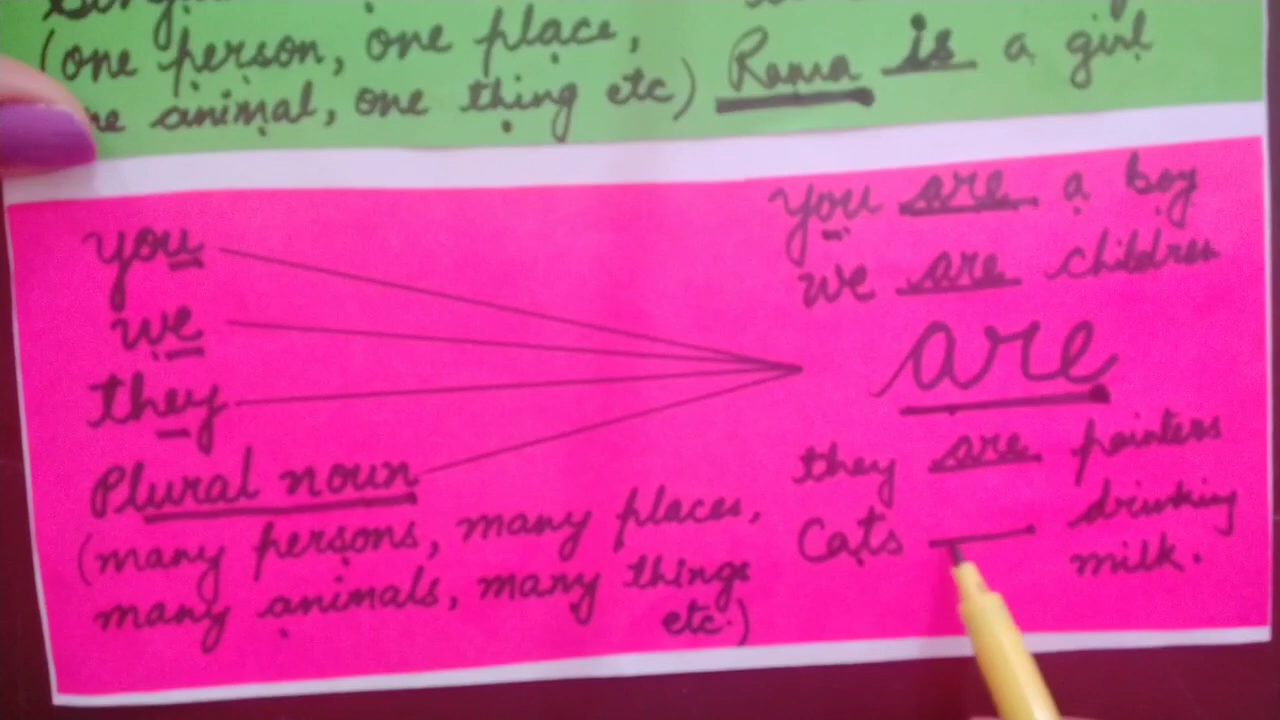 (one person, one place,
animal, one thing etc) Rama is a girl
you
we
they
Plural noun
(many persons, many places,
many animals, many things
etc.)
You are a boy
we are children
are
they are painters
Cats ___ drinking
milk.